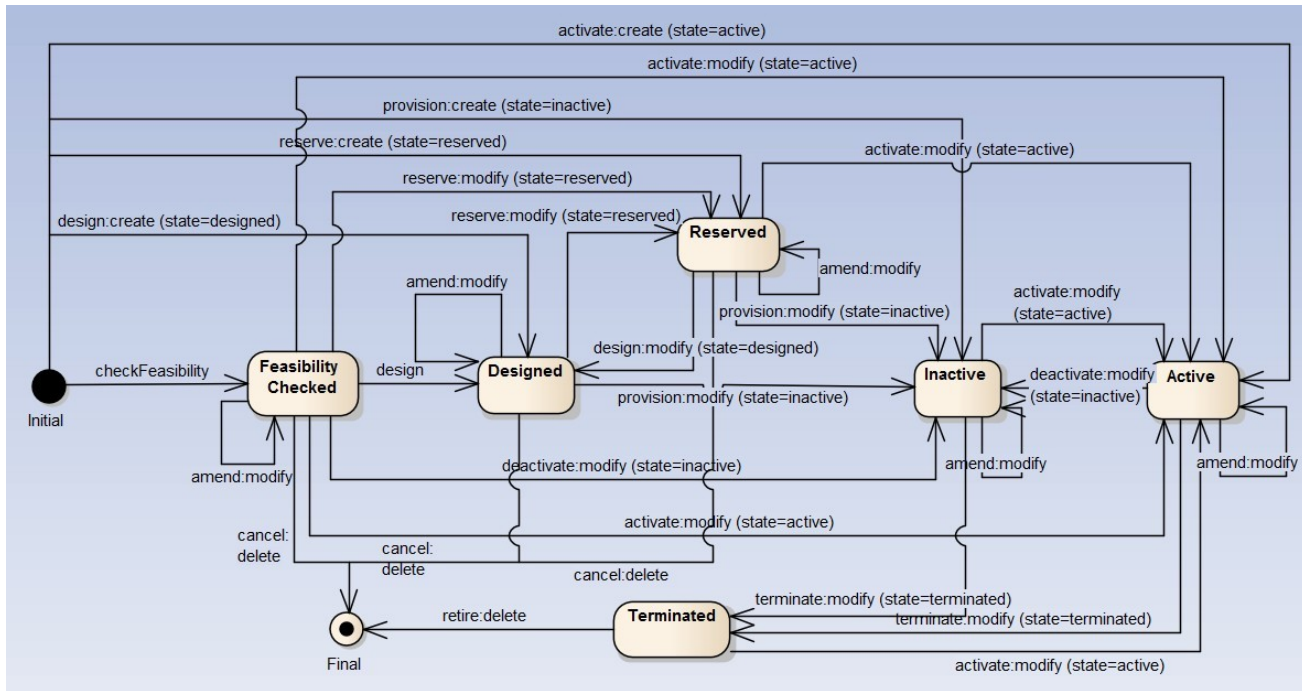 activate:create (state=active)
activate:modify (state=active)
provision:create (state=inactive)
reserve:create (state=reserved)
activate:modify (state=active)
reserve:modify (state=reserved)
design:create (state=designed)
reserve:modify (state=reserved)
Reserved
amend:modify
amend:modify
activate:modify
(state=active)
provision:modify (state=inactive)
design:modify (state=designed)
checkFeasibility
Feasibility
Checked
design
Designed
Inactive
deactivate:modify
(state=inactive)
Active
provision:modify (state=inactive)
Initial
amend:modify
deactivate:modify (state=inactive)
amend:modify
amend:modify
activate:modify (state=active)
cancel:
delete
cancel:
delete
cancel:delete
terminate:modify (state=terminated)
retire:delete
Terminated
terminate:modify (state=terminated)
Final
activate:modify (state=active)